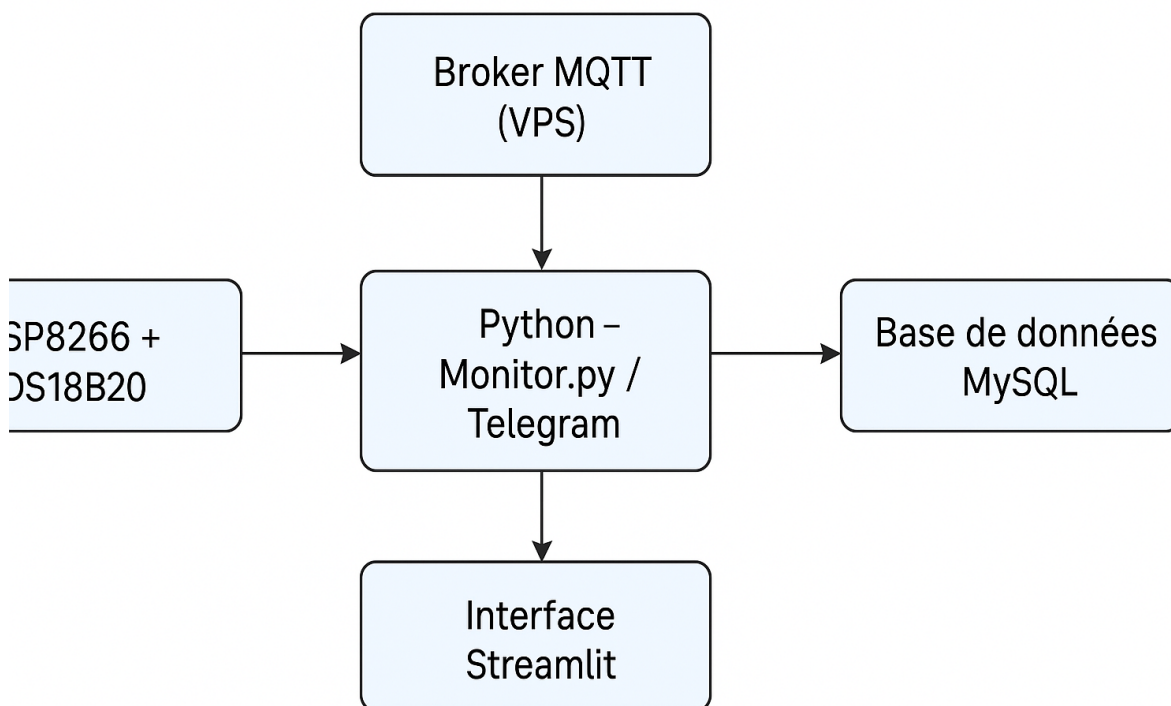 Broker MQTT
(VPS)
SP8266 +
DS18B20
Python –
Monitor.py /
Telegram
Base de données
MySQL
Interface
Streamlit